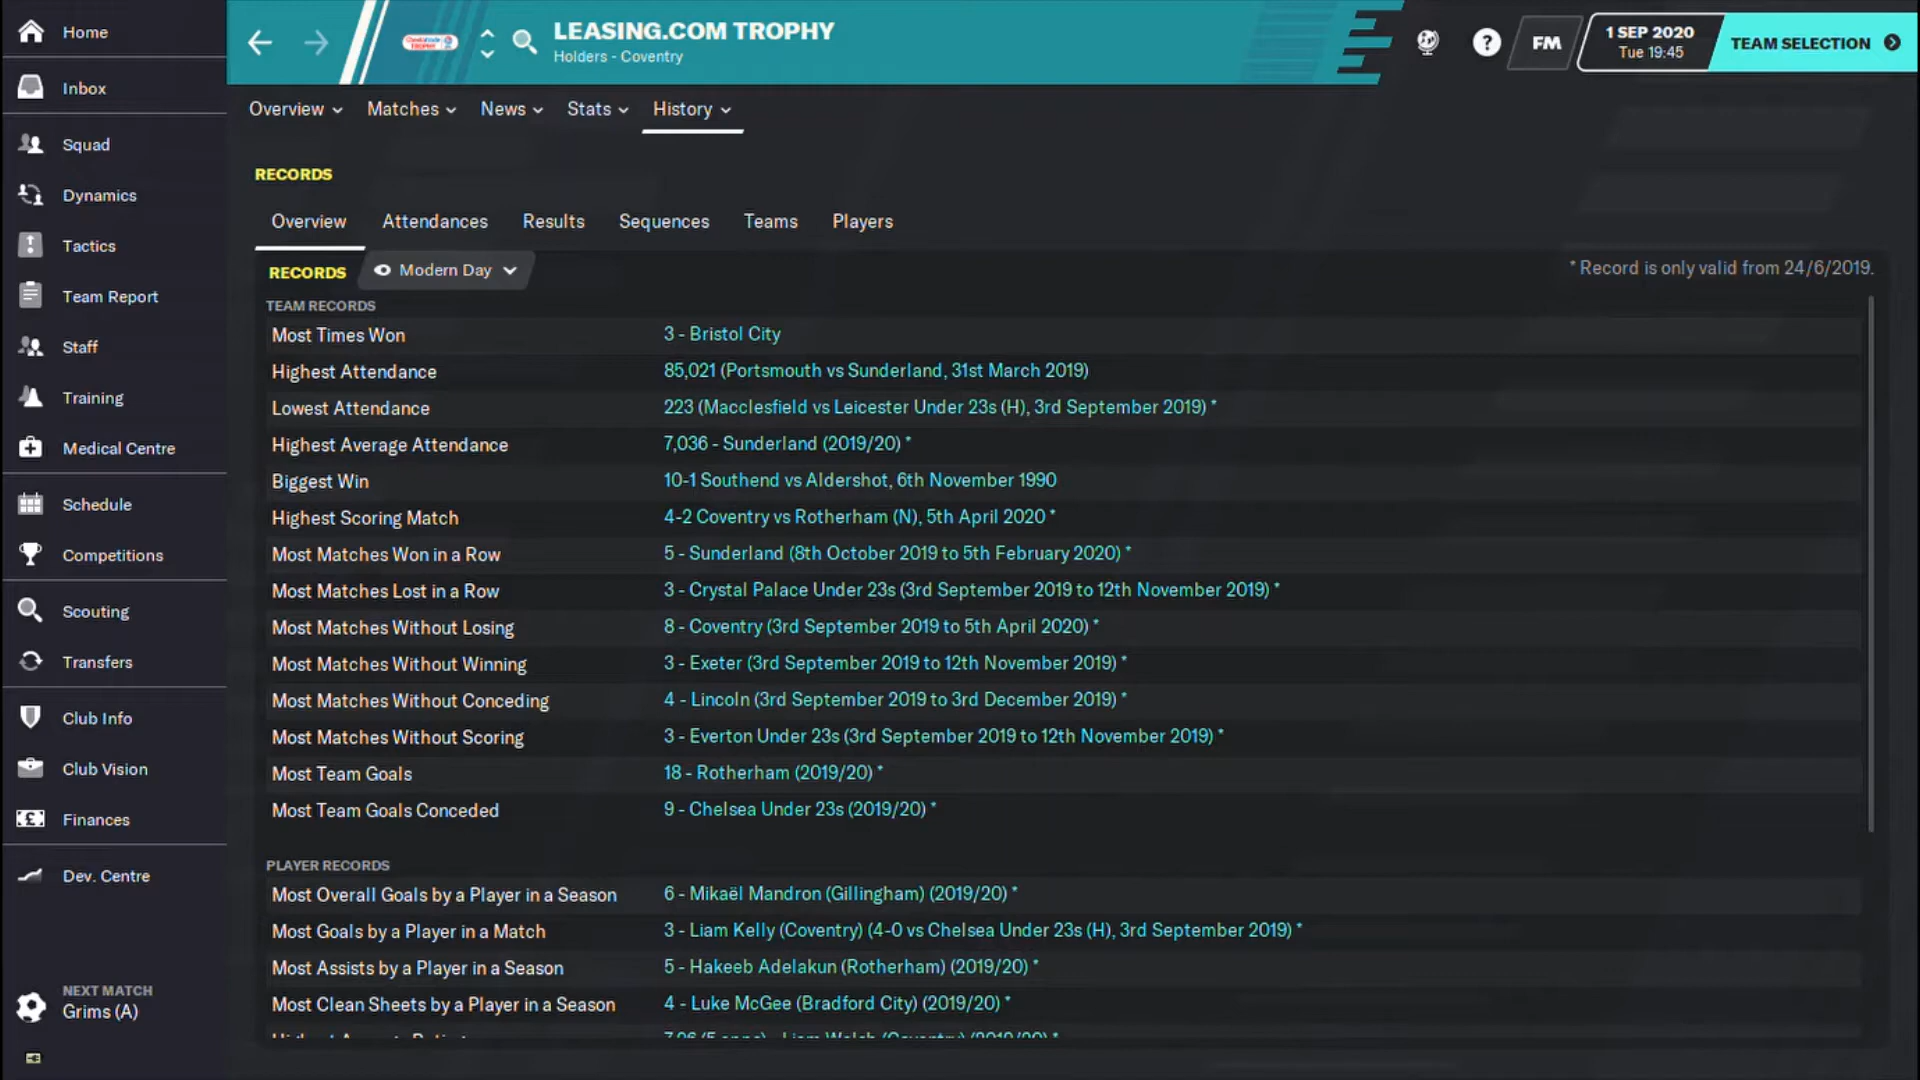 Home
Inbox
Squad
Dynamics
Tactics
Team Report
Staff
Training
Medical Centre
Schedule
Competitions
Scouting
Transfers
Club Info
Club Vision
Finances
Dev. Centre
NEXT MATCH
Grims (A)
LEASING.COM TROPHY
Holders - Coventry
FM
1 SEP 2020
Tue 19:45
TEAM SELECTION
Overview Matches News Stats History
RECORDS
Overview Attendances Results Sequences Teams Players
RECORDS Modern Day
* Record is only valid from 24/6/2019.
TEAM RECORDS
Most Times Won 3 - Bristol City
Highest Attendance 85,021 (Portsmouth vs Sunderland, 31st March 2019)
Lowest Attendance 223 (Macclesfield vs Leicester Under 23s (H), 3rd September 2019) *
Highest Average Attendance 7,036 - Sunderland (2019/20) *
Biggest Win 10-1 Southend vs Aldershot, 6th November 1990
Highest Scoring Match 4-2 Coventry vs Rotherham (N), 5th April 2020 *
Most Matches Won in a Row 5 - Sunderland (8th October 2019 to 5th February 2020) *
Most Matches Lost in a Row 3 - Crystal Palace Under 23s (3rd September 2019 to 12th November 2019) *
Most Matches Without Losing 8 - Coventry (3rd September 2019 to 5th April 2020) *
Most Matches Without Winning 3 - Exeter (3rd September 2019 to 12th November 2019) *
Most Matches Without Conceding 4 - Lincoln (3rd September 2019 to 3rd December 2019) *
Most Matches Without Scoring 3 - Everton Under 23s (3rd September 2019 to 12th November 2019) *
Most Team Goals 18 - Rotherham (2019/20) *
Most Team Goals Conceded 9 - Chelsea Under 23s (2019/20) *
PLAYER RECORDS
Most Overall Goals by a Player in a Season 6 - Mikaël Mandron (Gillingham) (2019/20) *
Most Goals by a Player in a Match 3 - Liam Kelly (Coventry) (4-0 vs Chelsea Under 23s (H), 3rd September 2019) *
Most Assists by a Player in a Season 5 - Hakeeb Adelakun (Rotherham) (2019/20) *
Most Clean Sheets by a Player in a Season 4 - Luke McGee (Bradford City) (2019/20) *